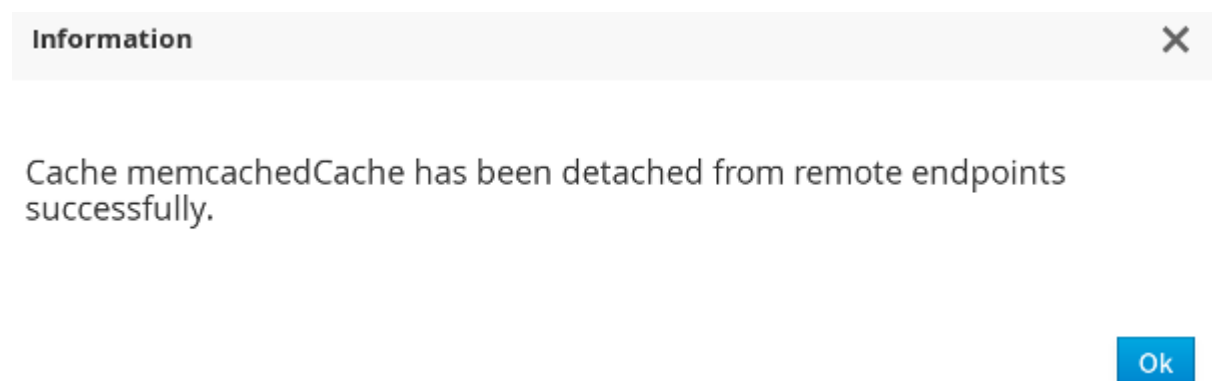 Information
Cache memcachedCache has been detached from remote endpoints
successfully.
Ok